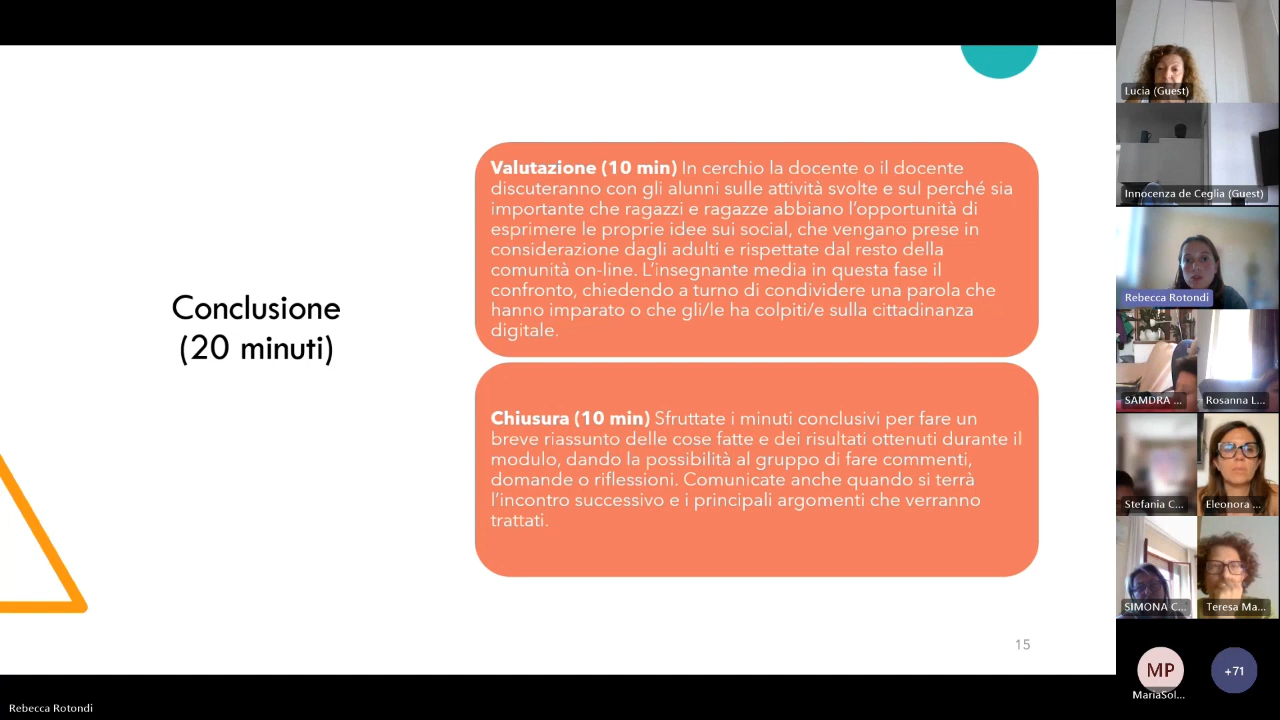 Conclusione
(20 minuti)
Valutazione (10 min) In cerchio la docente o il docente
discuteranno con gli alunni sulle attività svolte e sul perché sia
importante che ragazzi e ragazze abbiano l'opportunità di
esprimere le proprie idee sui social, che vengano prese in
considerazione dagli adulti e rispettate dal resto della
comunità on-line. L'insegnante media in questa fase il
confronto, chiedendo a turno di condividere una parola che
hanno imparato o che gli/le ha colpiti/e sulla cittadinanza
digitale.
Chiusura (10 min) Sfruttate i minuti conclusivi per fare un
breve riassunto delle cose fatte e dei risultati ottenuti durante il
modulo, dando la possibilità al gruppo di fare commenti,
domande o riflessioni. Comunicate anche quando si terrà
l'incontro successivo e i principali argomenti che verranno
trattati.
15
Lucia (Guest)
Innocenza de Ceglia (Guest)
Rebecca Rotondi
SAMDRA ...
Rosanna L...
Stefania C...
Eleonora ...
SIMONA C...
Teresa Ma...
MP
+71
MariaSol...
Rebecca Rotondi